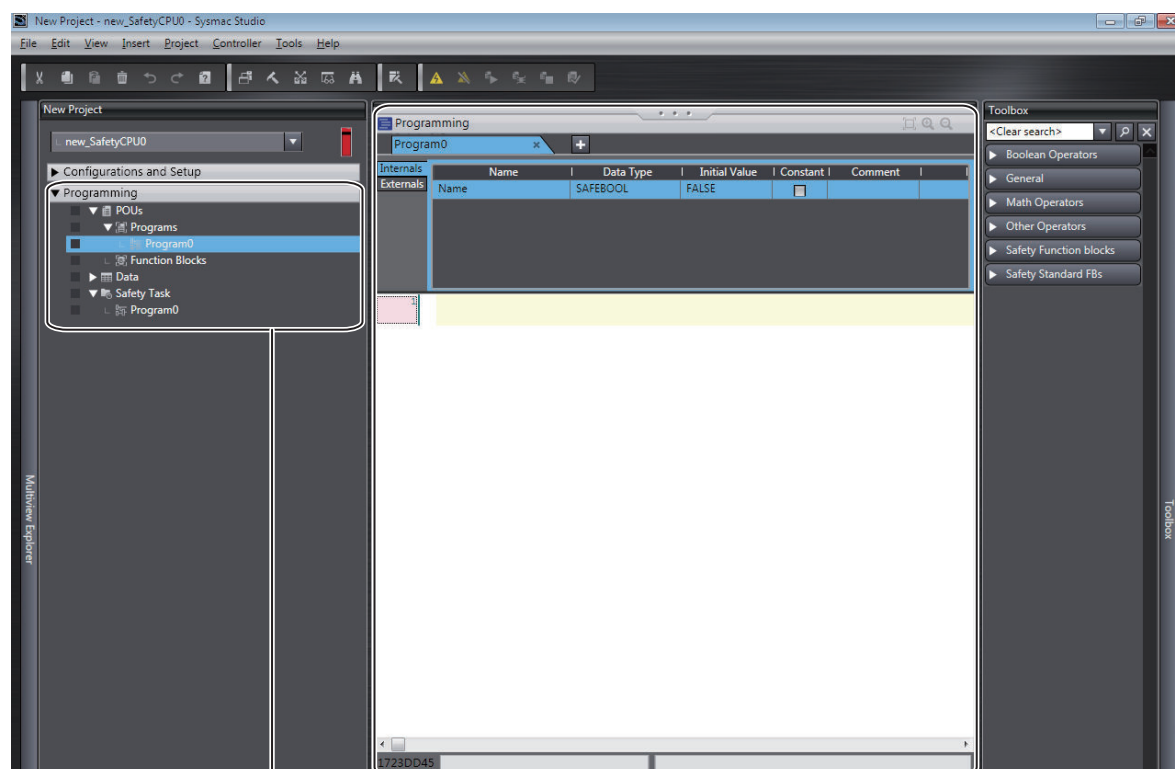 New Project - new_SafetyCPU0 - Sysmac Studio
File Edit View Insert Project Controller Tools Help
New Project
new_SafetyCPU0
Configurations and Setup
Programming
POUs
Programs
Program0
Function Blocks
Data
Safety Task
Program0
Multiview Explorer
Programming
Program0
Internals
Externals
Name Data Type Initial Value Constant Comment
Name SAFEBOOL FALSE
1
1723DD45
Toolbox
<Clear search>
Boolean Operators
General
Math Operators
Other Operators
Safety Function blocks
Safety Standard FBs
Toolbox